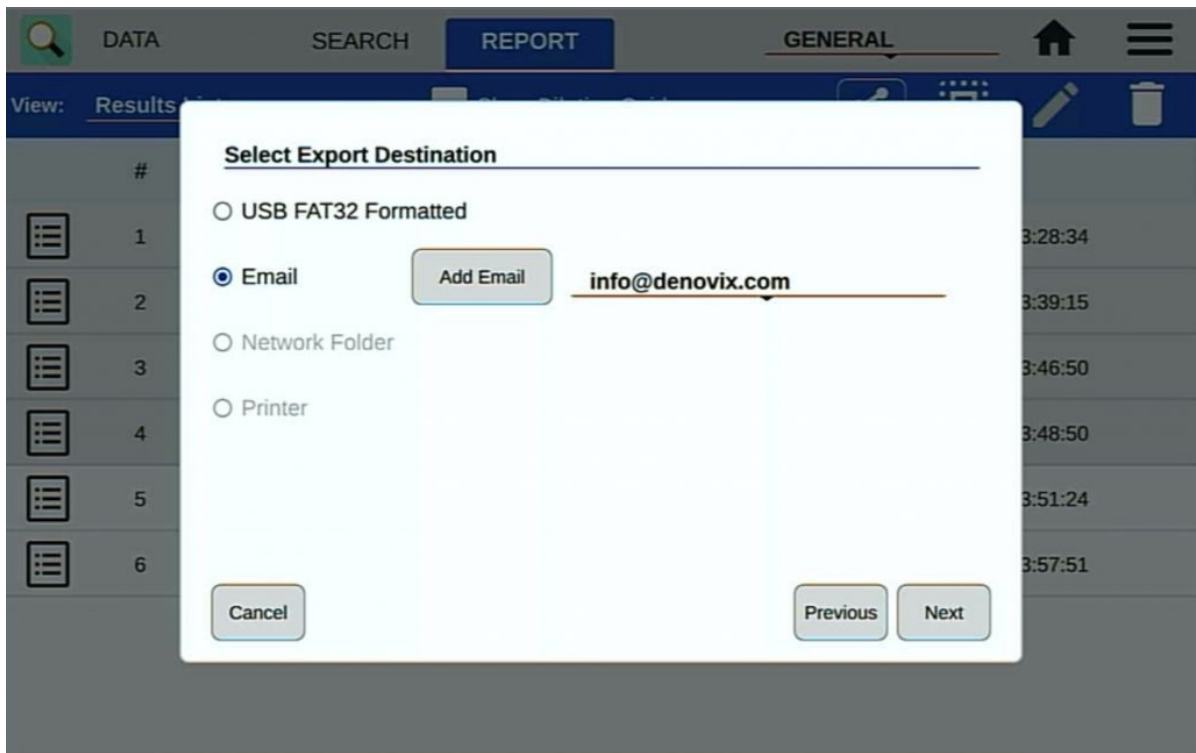 DATA SEARCH REPORT GENERAL
View: Results
#
Select Export Destination
USB FAT32 Formatted
1 3:28:34
Email Add Email info@denovix.com
2 3:39:15
Network Folder
3 3:46:50
Printer
4 3:48:50
5 3:51:24
6 3:57:51
Cancel Previous Next